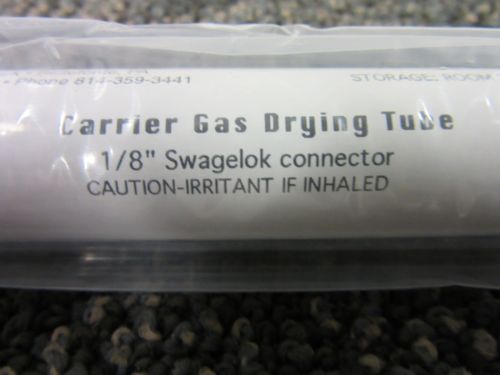 • Phone 814-359-3441
STORAGE: ROOM
Carrier Gas Drying Tube
1/8" Swagelok connector
CAUTION-IRRITANT IF INHALED